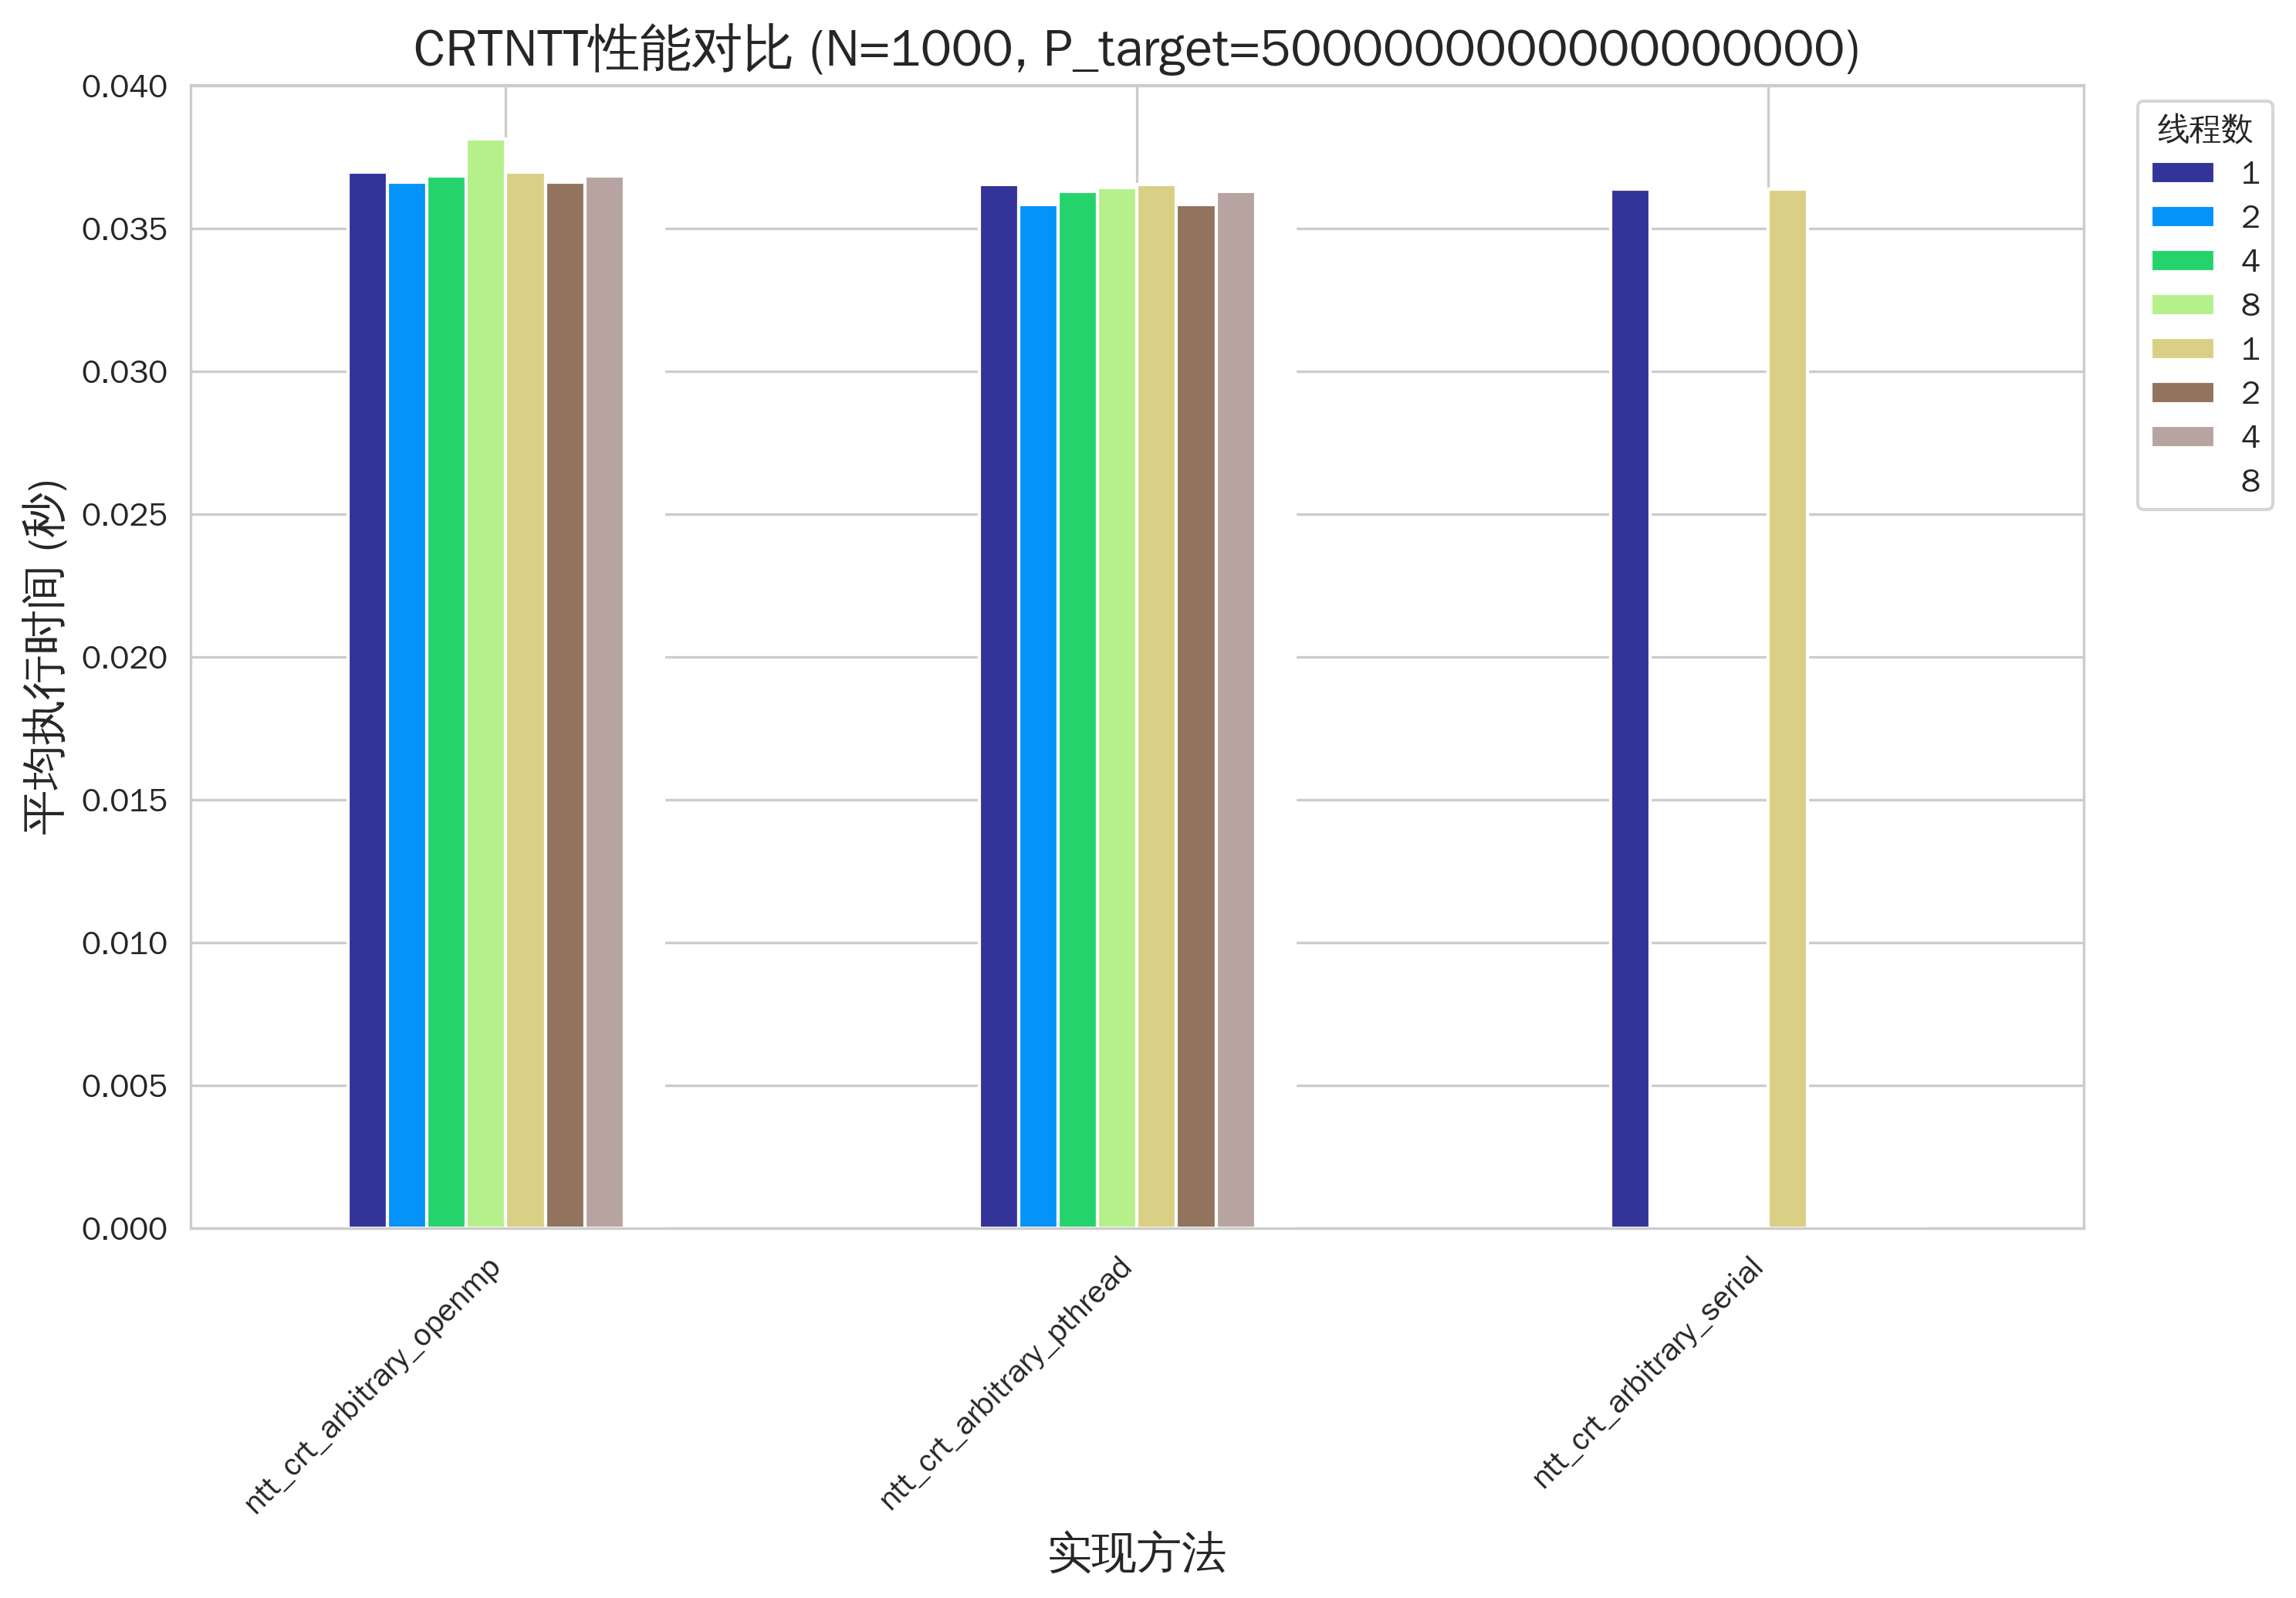 CRTNTT性能对比 (N=1000, P_target=5000000000000000000)
平均执行时间 (秒)
0.040
0.035
0.030
0.025
0.020
0.015
0.010
0.005
0.000
线程数
1
2
4
8
1
2
4
8
ntt_crt_arbitrary_openmp
ntt_crt_arbitrary_pthread
ntt_crt_arbitrary_serial
实现方法